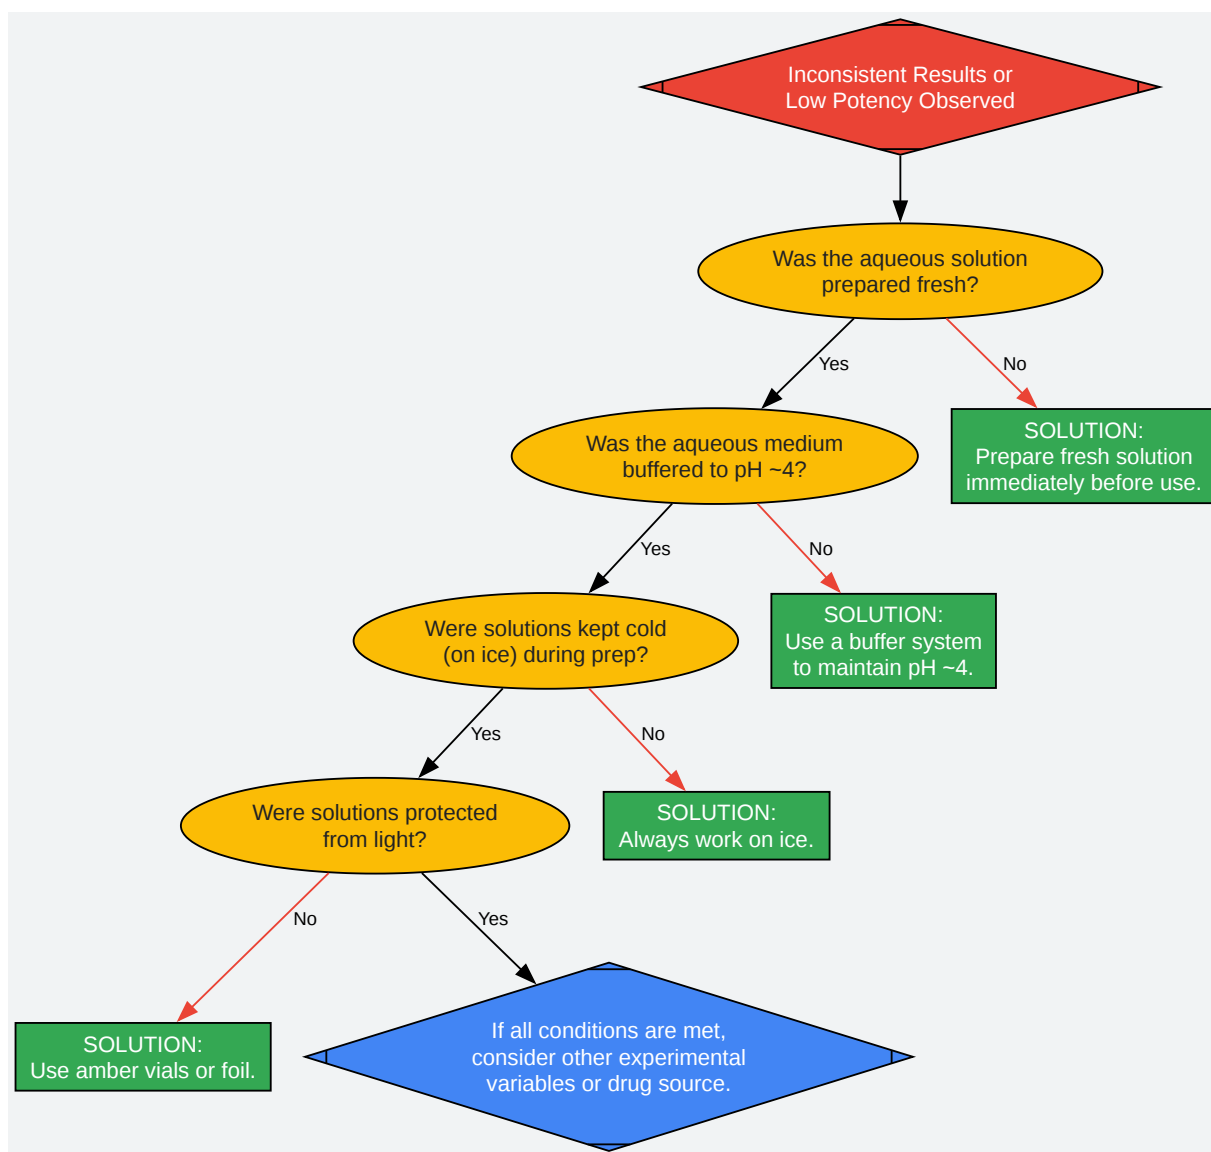 Inconsistent Results or
Low Potency Observed
Was the aqueous solution
prepared fresh?
Yes
No
Was the aqueous medium
buffered to pH ~4?
SOLUTION:
Prepare fresh solution
immediately before use.
Yes
No
Were solutions kept cold
(on ice) during prep?
SOLUTION:
Use a buffer system
to maintain pH ~4.
Yes
No
Were solutions protected
from light?
SOLUTION:
Always work on ice.
No
Yes
SOLUTION:
Use amber vials or foil.
If all conditions are met,
consider other experimental
variables or drug source.